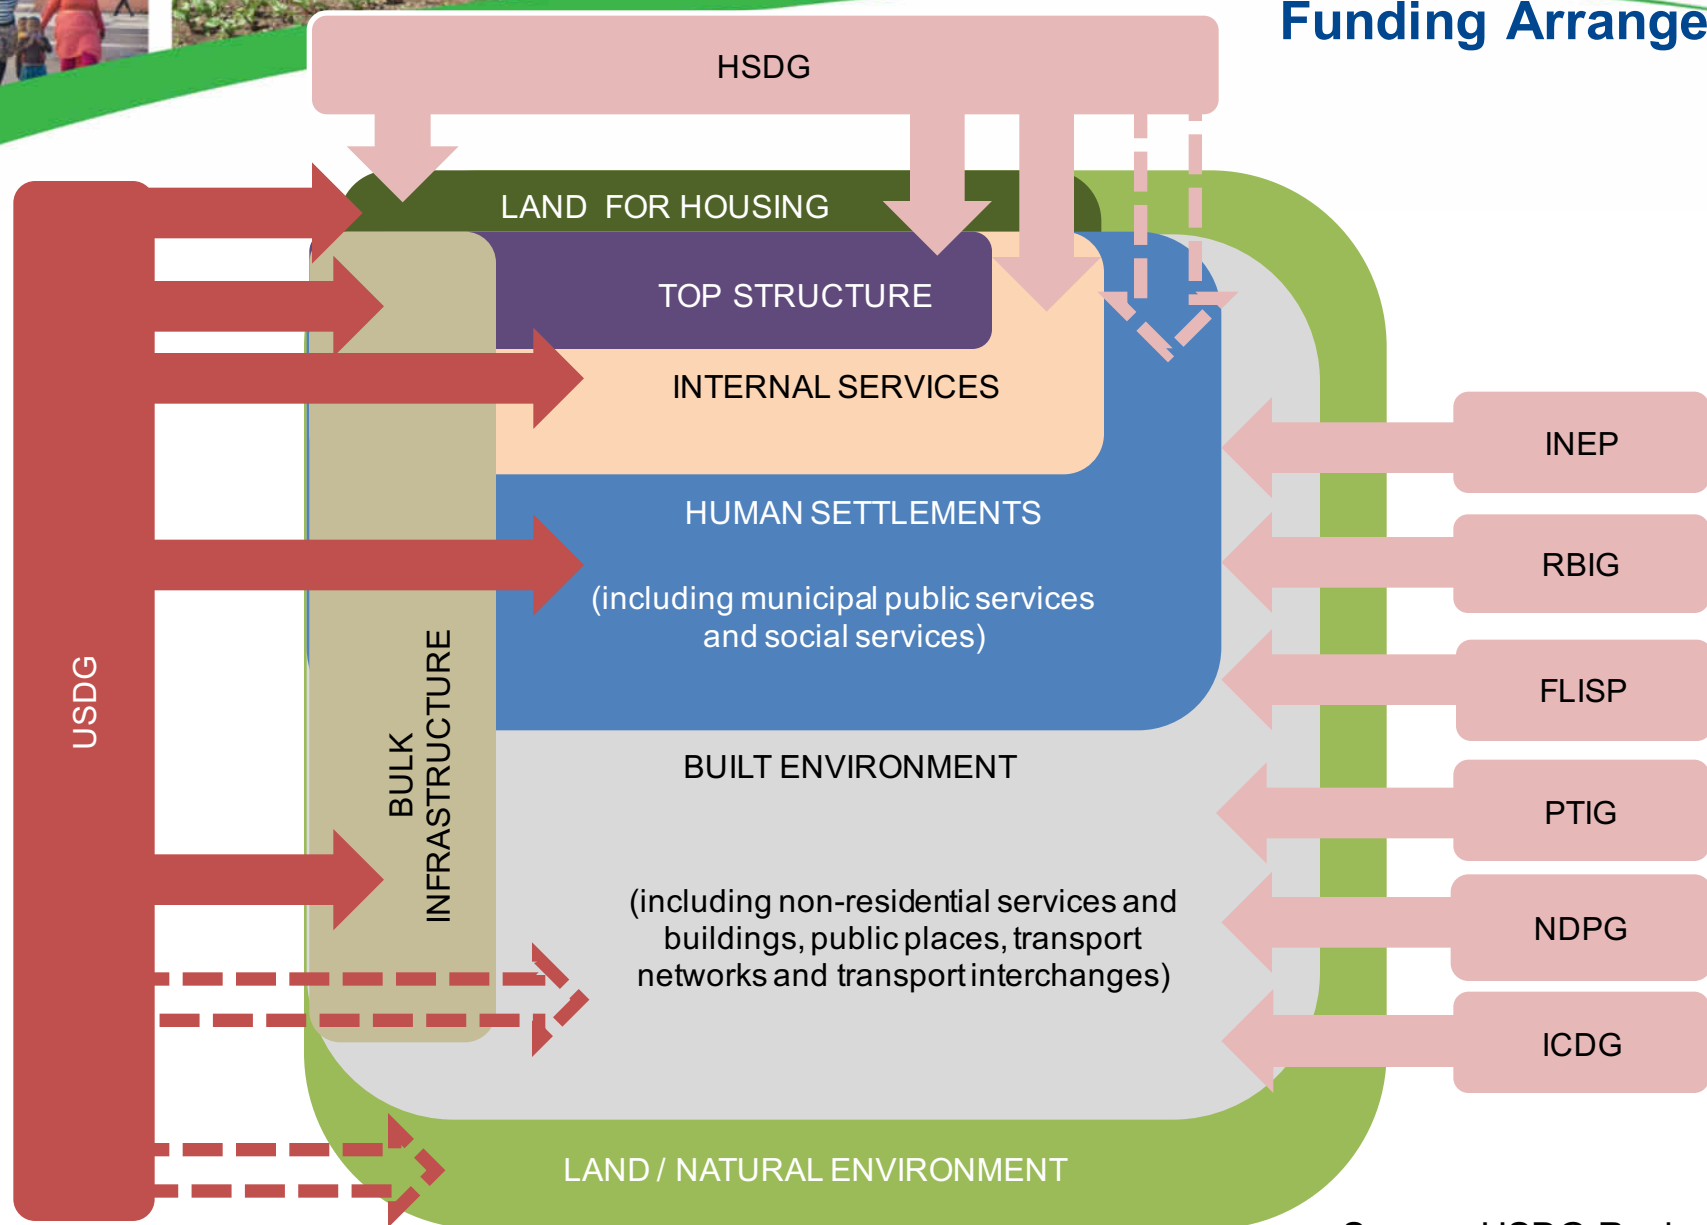 Funding Arrange
HSDG
LAND FOR HOUSING
TOP STRUCTURE
INTERNAL SERVICES
HUMAN SETTLEMENTS
(including municipal public services
and social services)
USDG
BULK
INFRASTRUCTURE
BUILT ENVIRONMENT
(including non-residential services and
buildings, public places, transport
networks and transport interchanges)
LAND / NATURAL ENVIRONMENT
INEP
RBIG
FLISP
PTIG
NDPG
ICDG